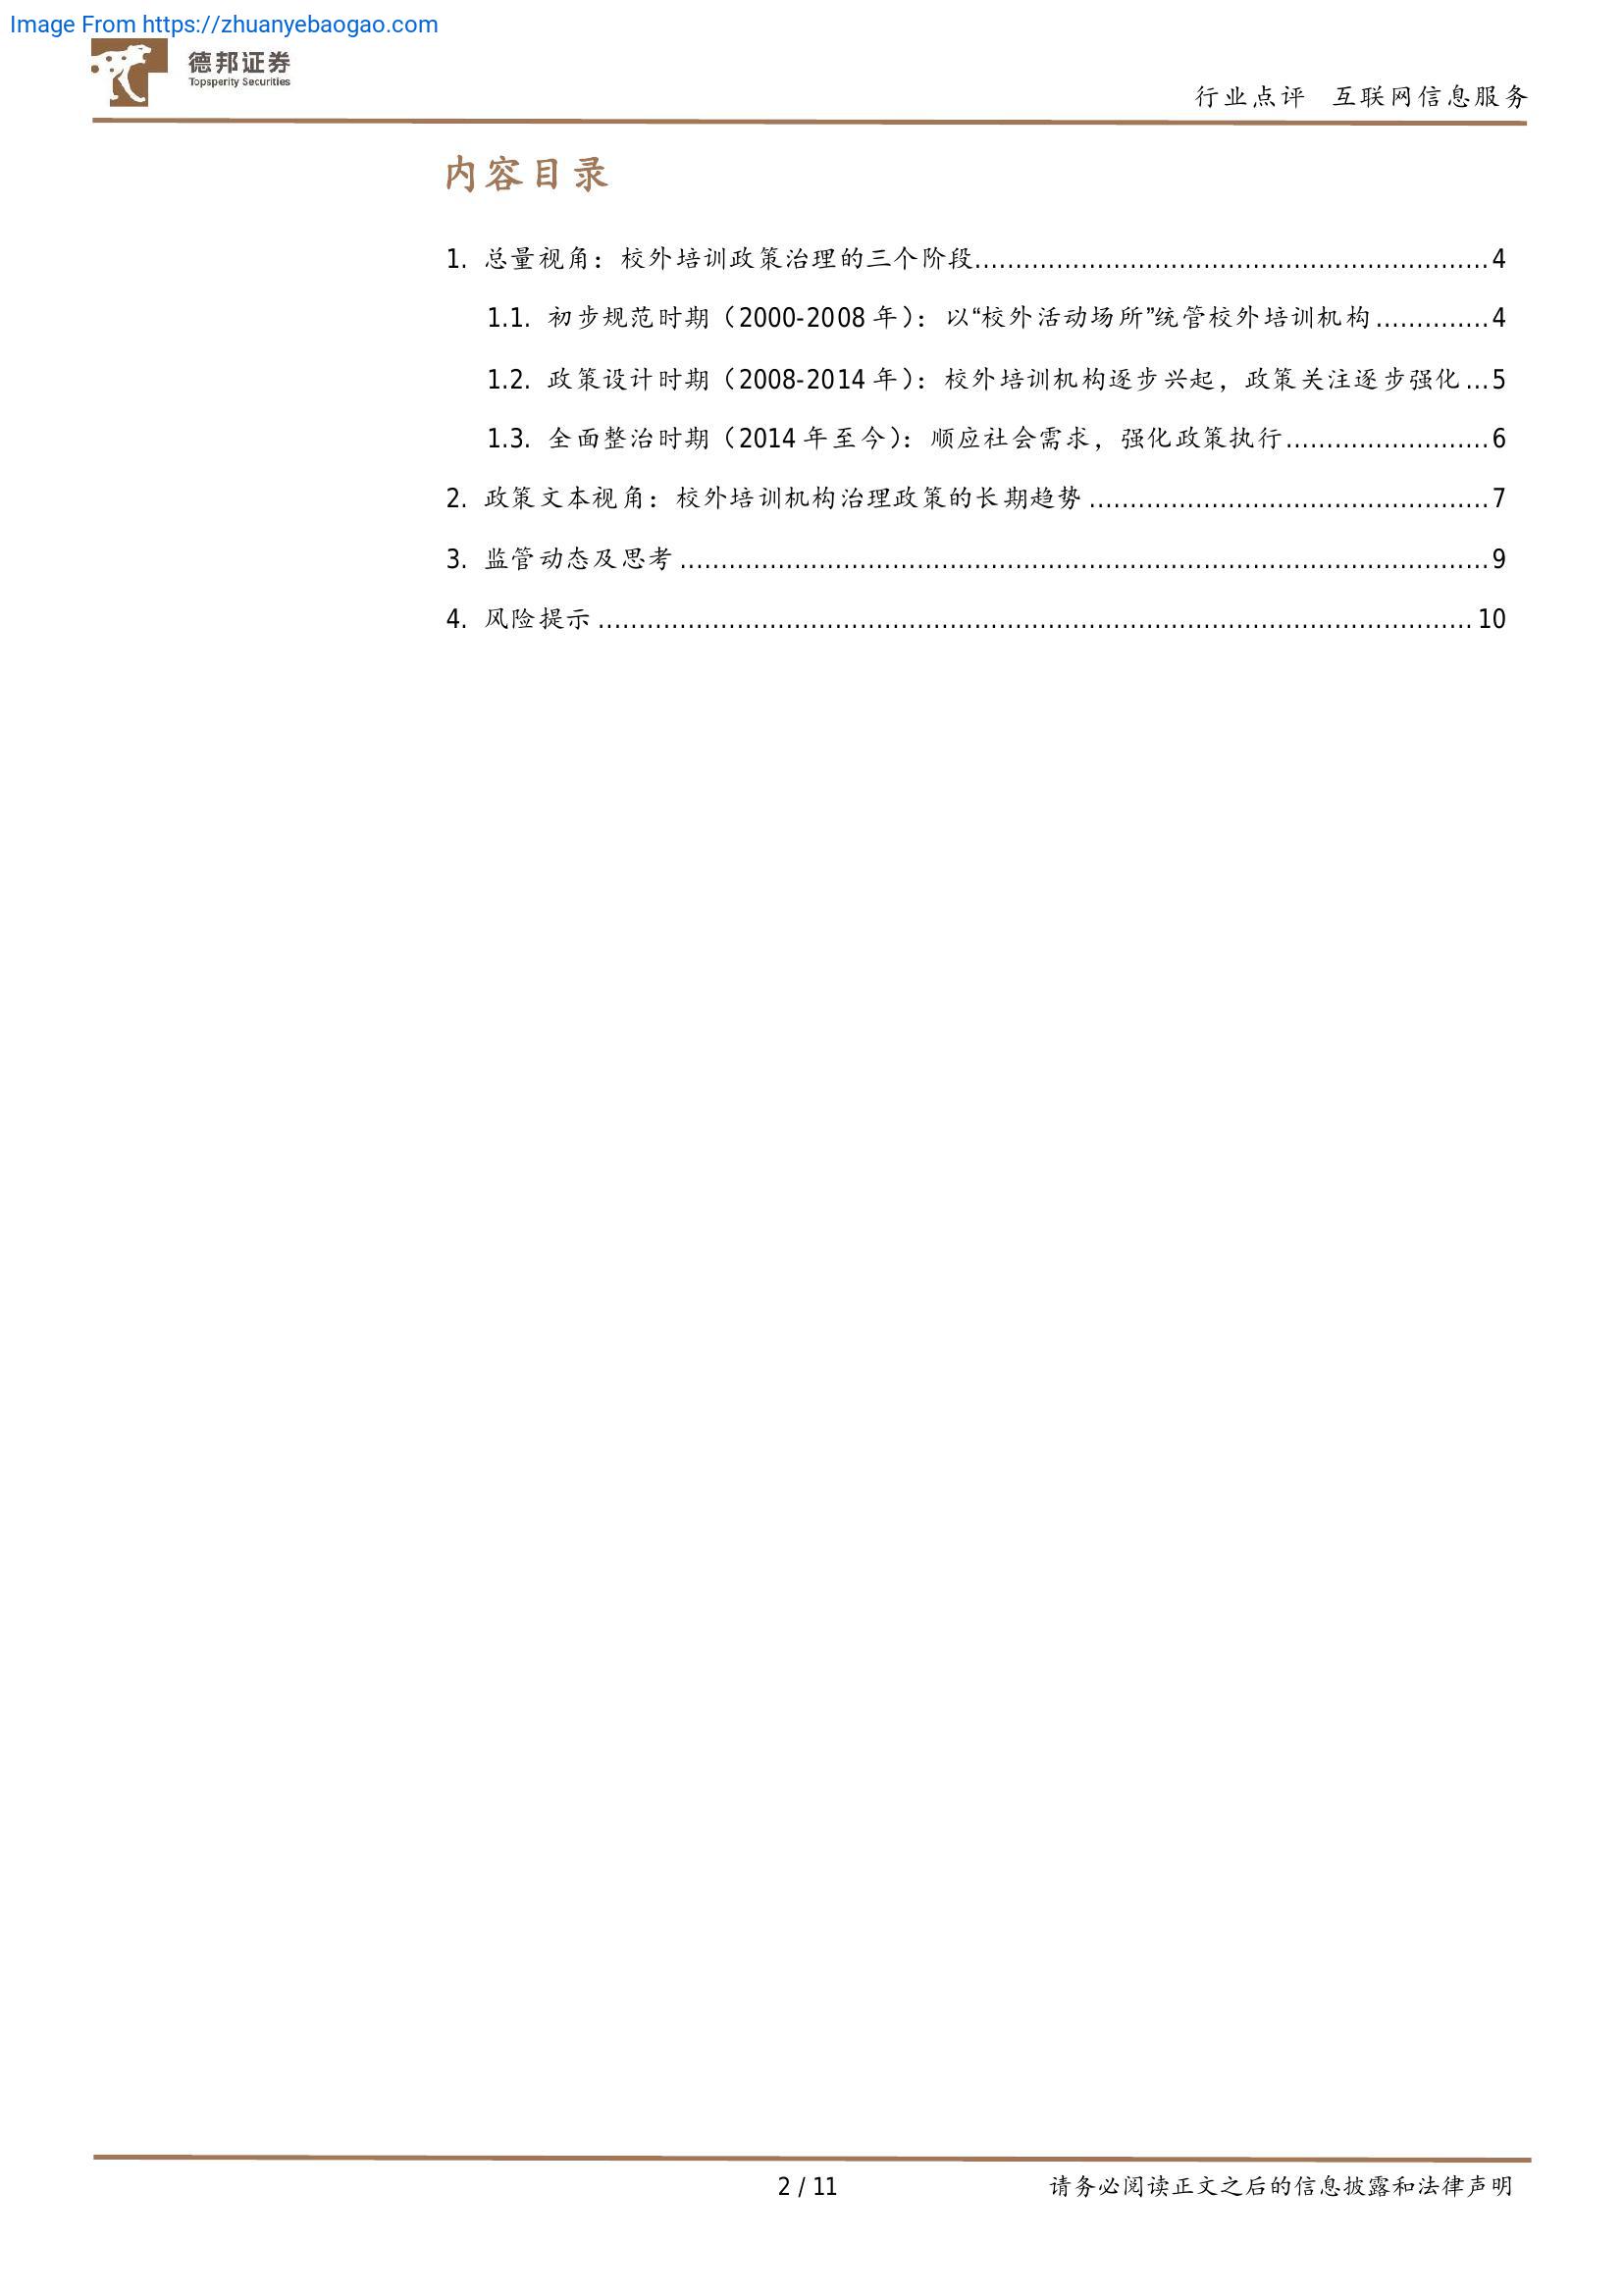 Image From https://zhuanyebaogao.com
德邦证券
Topsperity Securities
行业点评 互联网信息服务
内容目录
1. 总量视角：校外培训政策治理的三个阶段...............................................................4
1.1. 初步规范时期（2000-2008 年）：以“校外活动场所”统管校外培训机构..............4
1.2. 政策设计时期（2008-2014 年）：校外培训机构逐步兴起，政策关注逐步强化...5
1.3. 全面整治时期（2014 年至今）：顺应社会需求，强化政策执行.........................6
2. 政策文本视角：校外培训机构治理政策的长期趋势.................................................7
3. 监管动态及思考...................................................................................................9
4. 风险提示...........................................................................................................10
2 / 11
请务必阅读正文之后的信息披露和法律声明